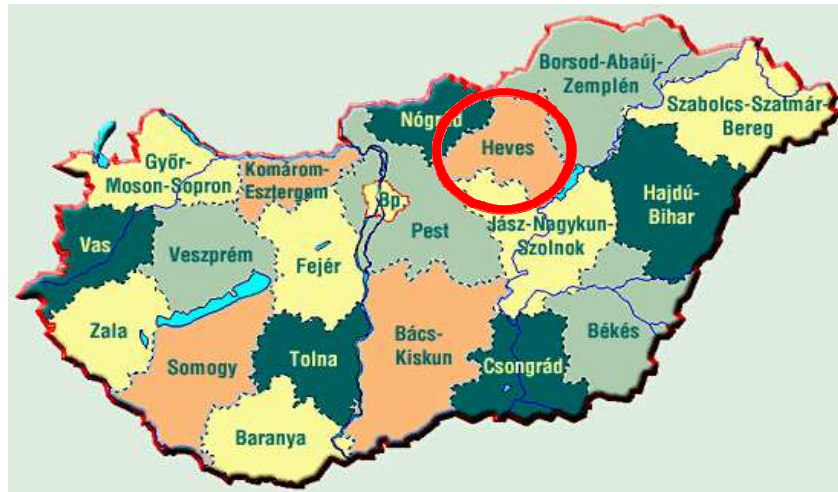 Borsod-Abaúj-
Zemplén
Szabolcs-Szatmár-
Bereg
Nógrád
Heves
Győr-
Moson-Sopron
Komárom-
Esztergom
Hajdú-
Bihar
Bp.
Pest
Jász-Nagykun-
Szolnok
Vas
Veszprém
Fejér
Zala
Somogy
Tolna
Bács-
Kiskun
Csongrád
Békés
Baranya